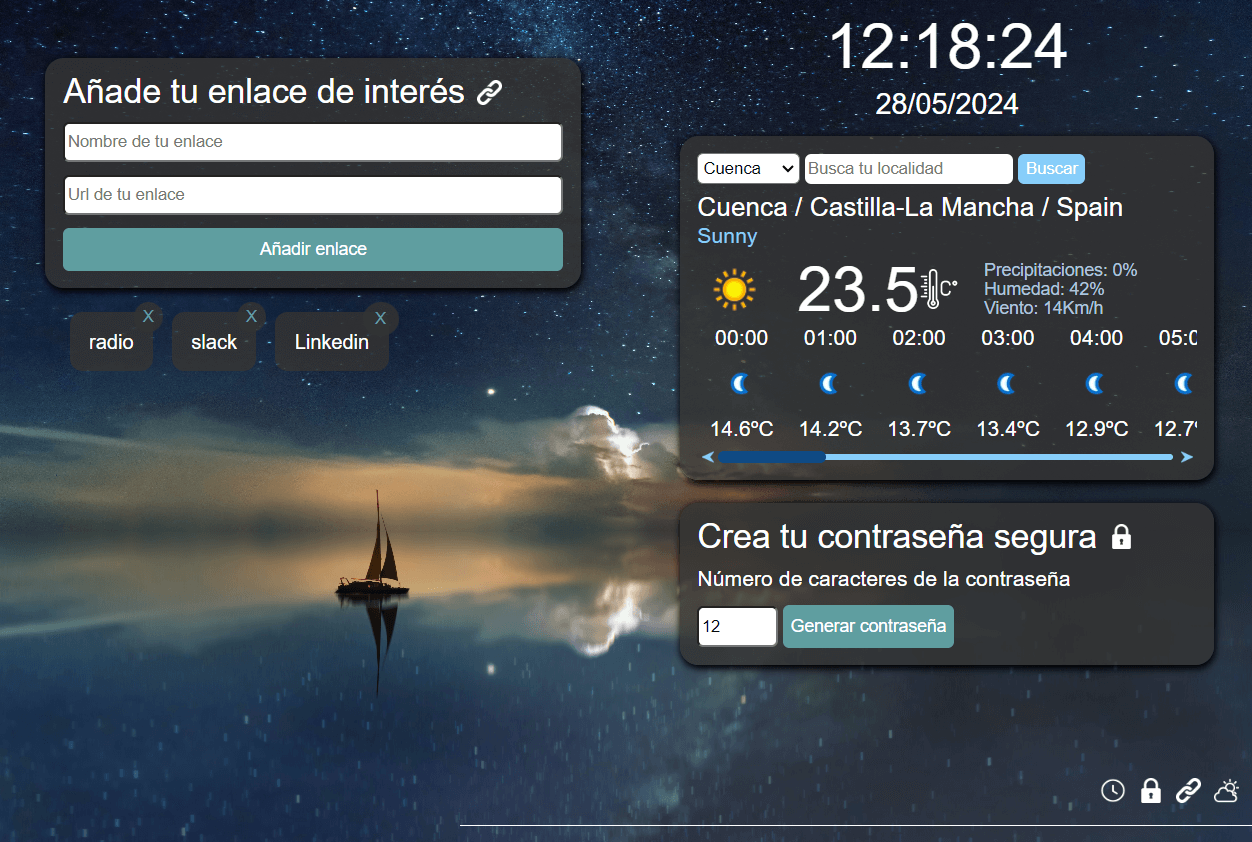 12:18:24
28/05/2024
Añade tu enlace de interés
Nombre de tu enlace
Url de tu enlace
Añadir enlace
radio X slack X Linkedin X
Cuenca Busca tu localidad Buscar
Cuenca / Castilla-La Mancha / Spain
Sunny
23.5 C°
Precipitaciones: 0%
Humedad: 42%
Viento: 14Km/h
00:00 01:00 02:00 03:00 04:00 05:0
14.6ºC 14.2ºC 13.7ºC 13.4ºC 12.9ºC 12.7º
Crea tu contraseña segura
Número de caracteres de la contraseña
12 Generar contraseña